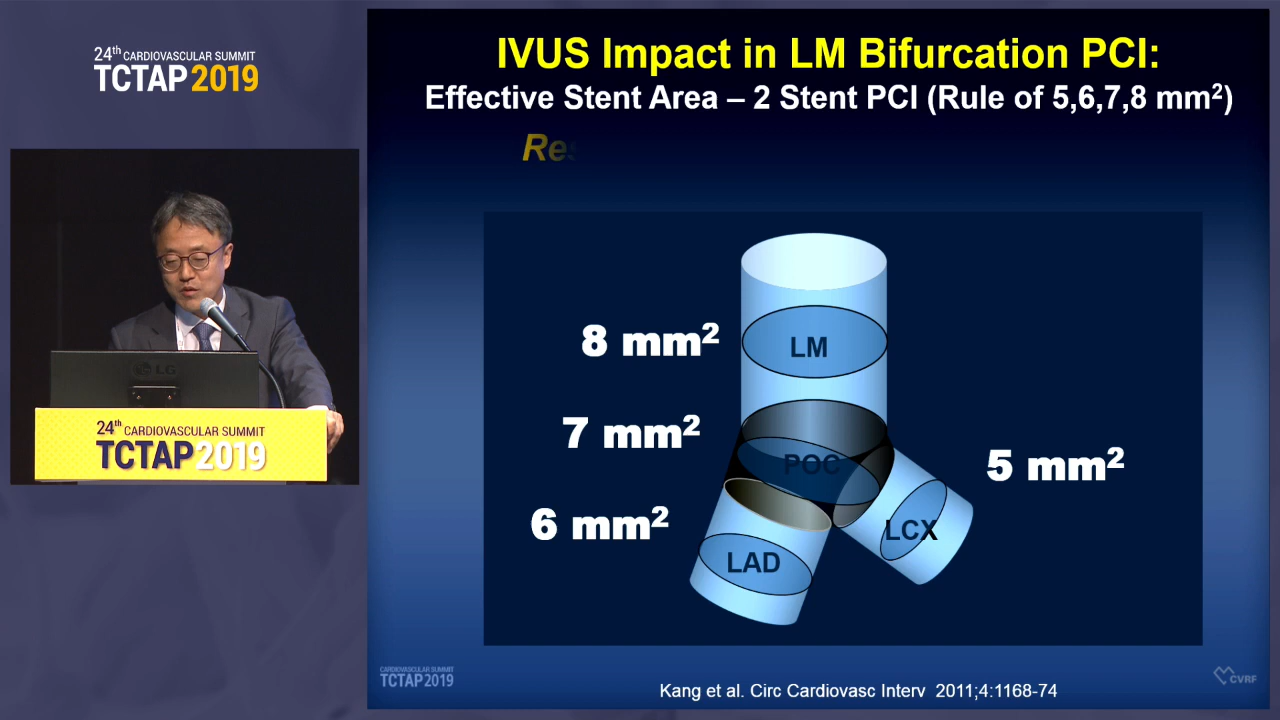 24th CARDIOVASCULAR SUMMIT
TCTAP 2019
LG
24th CARDIOVASCULAR SUMMIT
TCTAP 2019
IVUS Impact in LM Bifurcation PCI:
Effective Stent Area – 2 Stent PCI (Rule of 5,6,7,8 mm²)
8 mm²
LM
7 mm²
POC
5 mm²
6 mm²
LCX
LAD
CARDIOVASCULAR SUMMIT
TCTAP 2019
Kang et al. Circ Cardiovasc Interv 2011;4:1168-74
CVRF